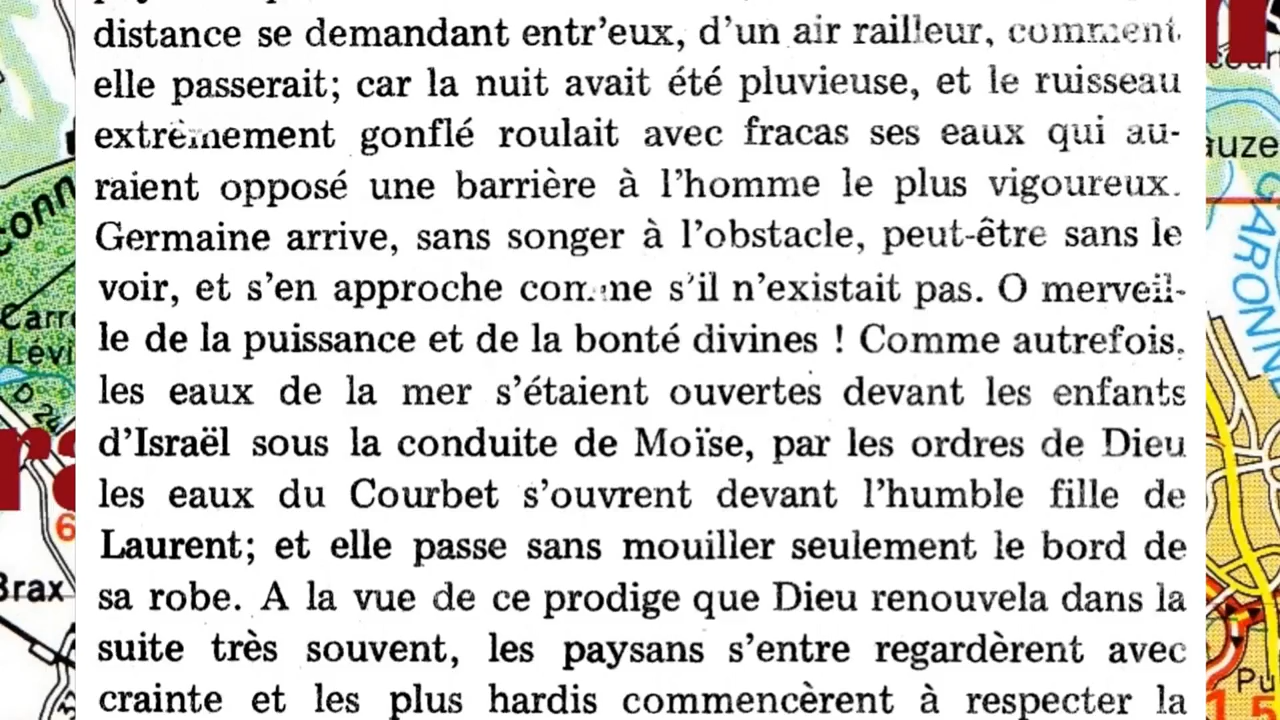 distance se demandant entr'eux, d'un air railleur, comment
elle passerait; car la nuit avait été pluvieuse, et le ruisseau
extrèmement gonflé roulait avec fracas ses eaux qui au-
raient opposé une barrière à l'homme le plus vigoureux.
Germaine arrive, sans songer à l'obstacle, peut-être sans le
voir, et s'en approche comme s'il n'existait pas. O merveil-
le de la puissance et de la bonté divines ! Comme autrefois,
les eaux de la mer s'étaient ouvertes devant les enfants
d'Israël sous la conduite de Moïse, par les ordres de Dieu
les eaux du Courbet s'ouvrent devant l'humble fille de
Laurent; et elle passe sans mouiller seulement le bord de
sa robe. A la vue de ce prodige que Dieu renouvela dans la
suite très souvent, les paysans s'entre regardèrent avec
crainte et les plus hardis commencèrent à respecter la
Lévi
Brax
6
GARONN
1.5